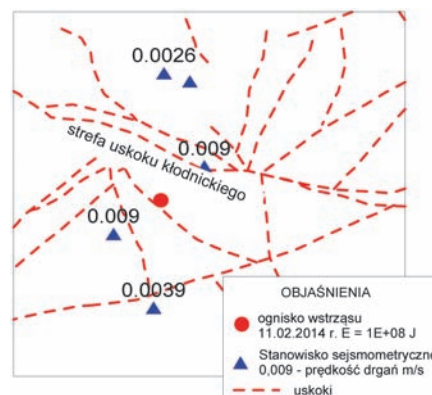 0.0026
strefa uskoku kłodnickiego
0.009
0.009
0.0039
OBJAŚNIENIA
ognisko wstrząsu
11.02.2014 r. E = 1E+08 J
Stanowisko sejsmometryczne
0,009 - prędkość drgań m/s
uskoki